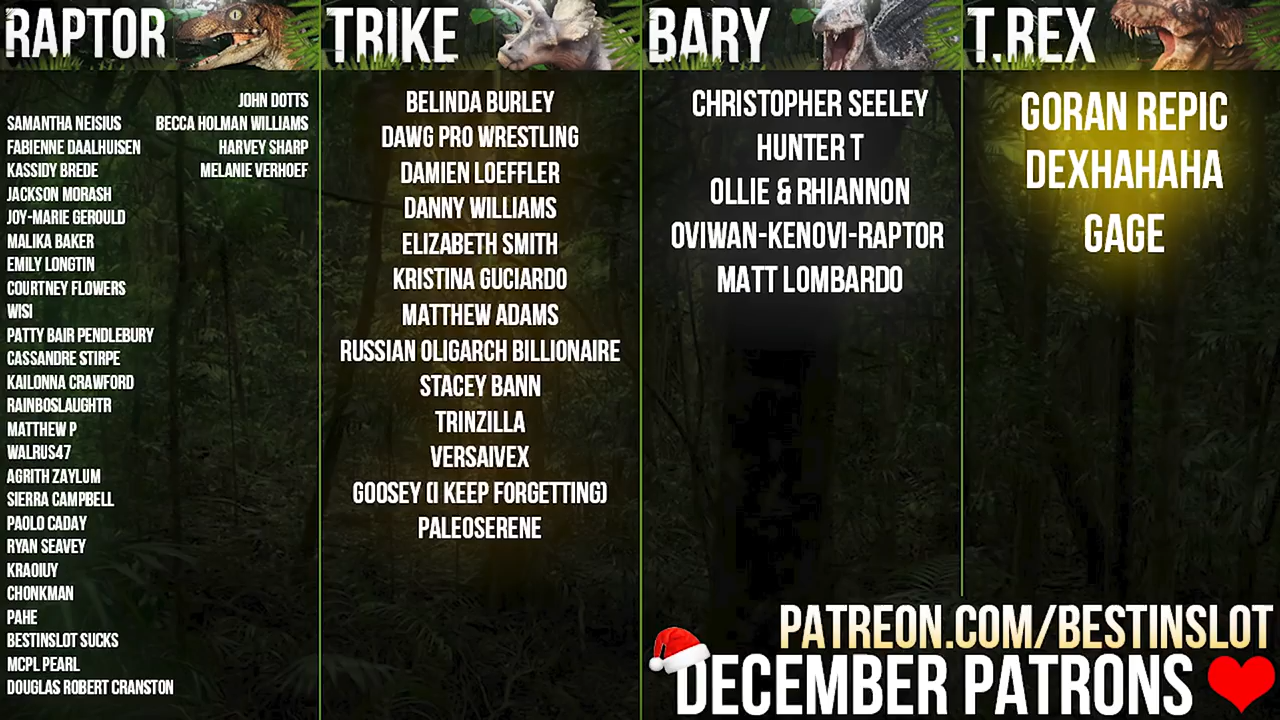 RAPTOR
JOHN DOTTS
SAMANTHA NEISIUS
BECCA HOLMAN WILLIAMS
FABIENNE DAALHUISEN
HARVEY SHARP
KASSIDY BREDE
MELANIE VERHOEF
JACKSON MORASH
JOY-MARIE GEROULD
MALIKA BAKER
EMILY LONGTIN
COURTNEY FLOWERS
WISI
PATTY BAIR PENDLEBURY
CASSANDRE STIRPE
KAILONNA CRAWFORD
RAINBOSLAUGHTR
MATTHEW P
WALRUS47
AGRITH ZAYLUM
SIERRA CAMPBELL
PAOLO CADAY
RYAN SEAVEY
KRAOIUY
CHONKMAN
PAHE
BESTINSLOT SUCKS
MCPL PEARL
DOUGLAS ROBERT CRANSTON
TRIKE
BELINDA BURLEY
DAWG PRO WRESTLING
DAMIEN LOEFFLER
DANNY WILLIAMS
ELIZABETH SMITH
KRISTINA GUCIARDO
MATTHEW ADAMS
RUSSIAN OLIGARCH BILLIONAIRE
STACEY BANN
TRINZILLA
VERSAIVEX
GOOSEY (I KEEP FORGETTING)
PALEOSERENE
BARY
CHRISTOPHER SEELEY
HUNTER T
OLLIE & RHIANNON
OVIWAN-KENOVI-RAPTOR
MATT LOMBARDO
T.REX
GORAN REPIC
DEXHAHAHA
GAGE
PATREON.COM/BESTINSLOT
DECEMBER PATRONS